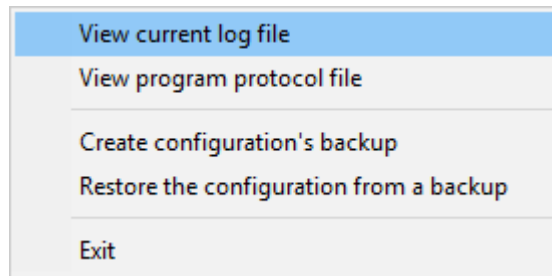 View current log file
View program protocol file
Create configuration's backup
Restore the configuration from a backup
Exit